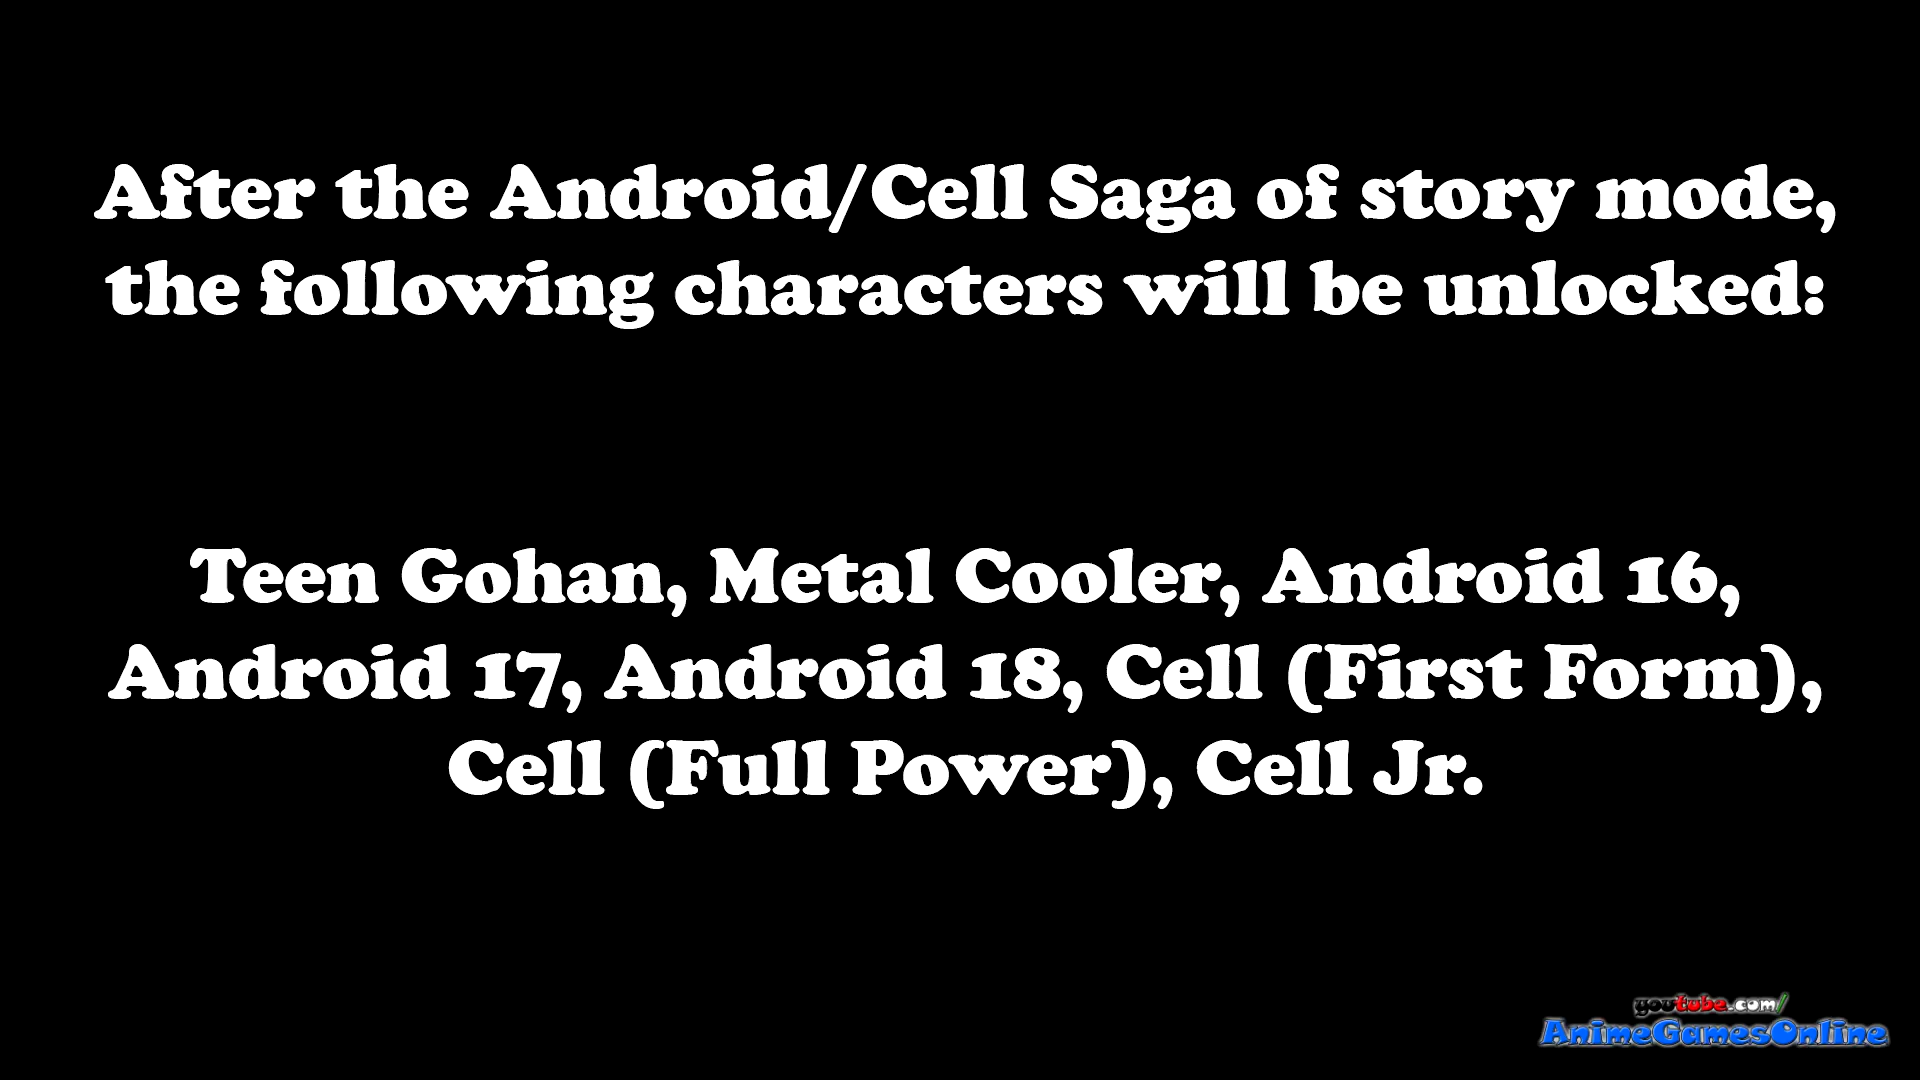 After the Android/Cell Saga of story mode,
the following characters will be unlocked:
Teen Gohan, Metal Cooler, Android 16,
Android 17, Android 18, Cell (First Form),
Cell (Full Power), Cell Jr.
youtube.com/
AnimeGamesOnline